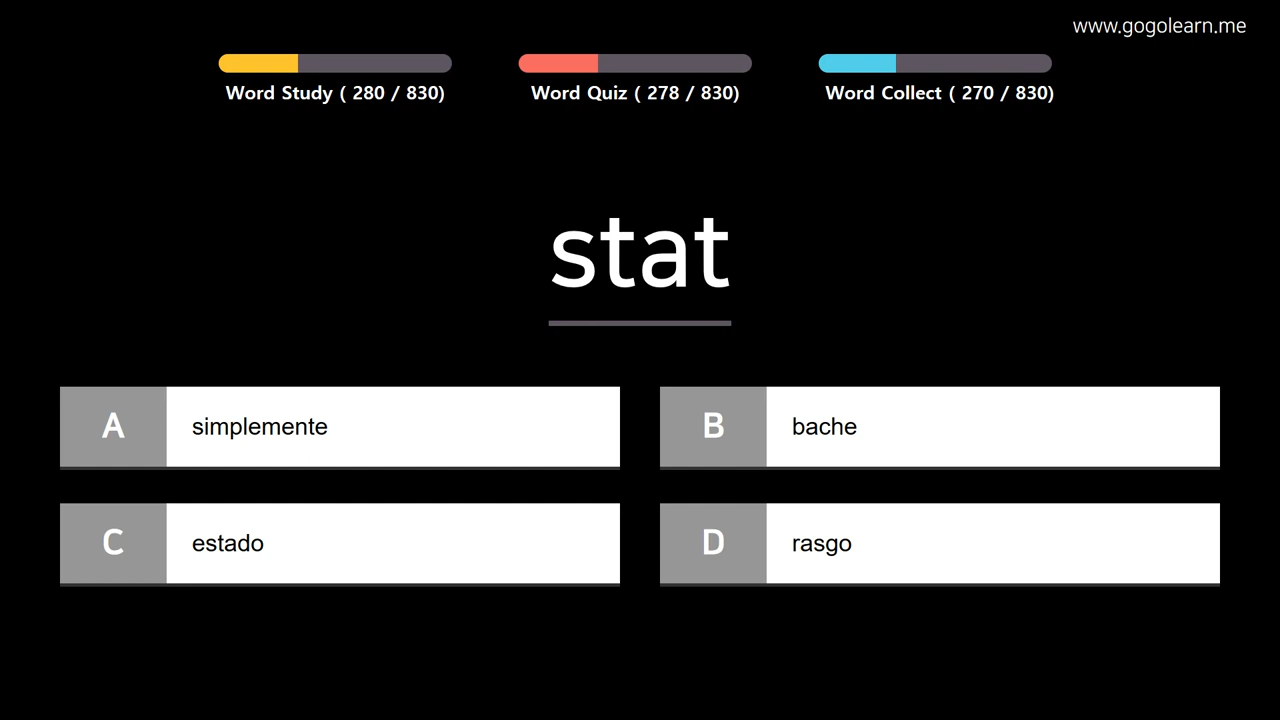 www.gogolearn.me
Word Study ( 280 / 830)
Word Quiz ( 278 / 830)
Word Collect ( 270 / 830)
stat
A simplemente
B bache
C estado
D rasgo